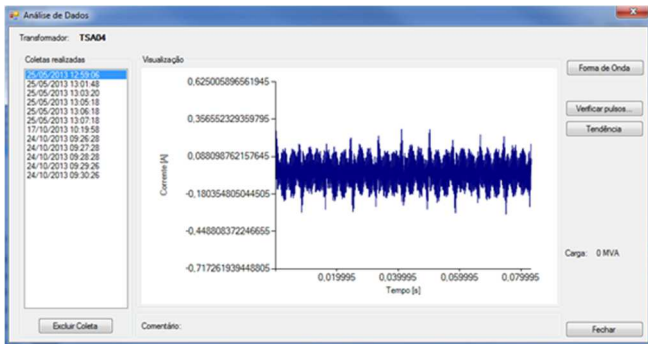 Análise de Dados
Transformador: TSA04
Coletas realizadas
25/05/2013 12:59:06
25/05/2013 13:01:48
25/05/2013 13:03:20
25/05/2013 13:05:18
25/05/2013 13:06:18
25/05/2013 13:07:18
17/10/2013 10:19:58
24/10/2013 09:26:28
24/10/2013 09:27:28
24/10/2013 09:28:28
24/10/2013 09:29:26
24/10/2013 09:30:26
Excluir Coleta
Visualização
0,625005896561945
0,356552329359795
0,088098762157645
-0,180354805044505
-0,448808372246655
-0,717261939448805
Corrente [A]
0,019995
0,039995
0,059995
0,079995
Tempo [s]
Comentário:
Forma de Onda
Verificar pulsos...
Tendência
Carga: 0 MVA
Fechar